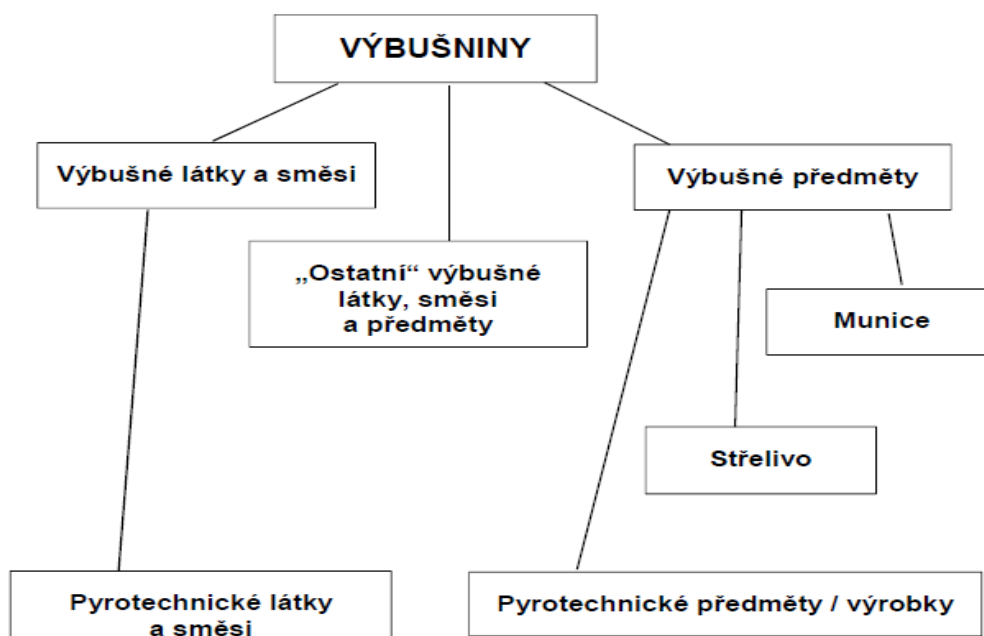 VÝBUŠNINY
Výbušné látky a směsi
Výbušné předměty
„Ostatní“ výbušné
látky, směsi
a předměty
Munice
Střelivo
Pyrotechnické látky
a směsi
Pyrotechnické předměty / výrobky